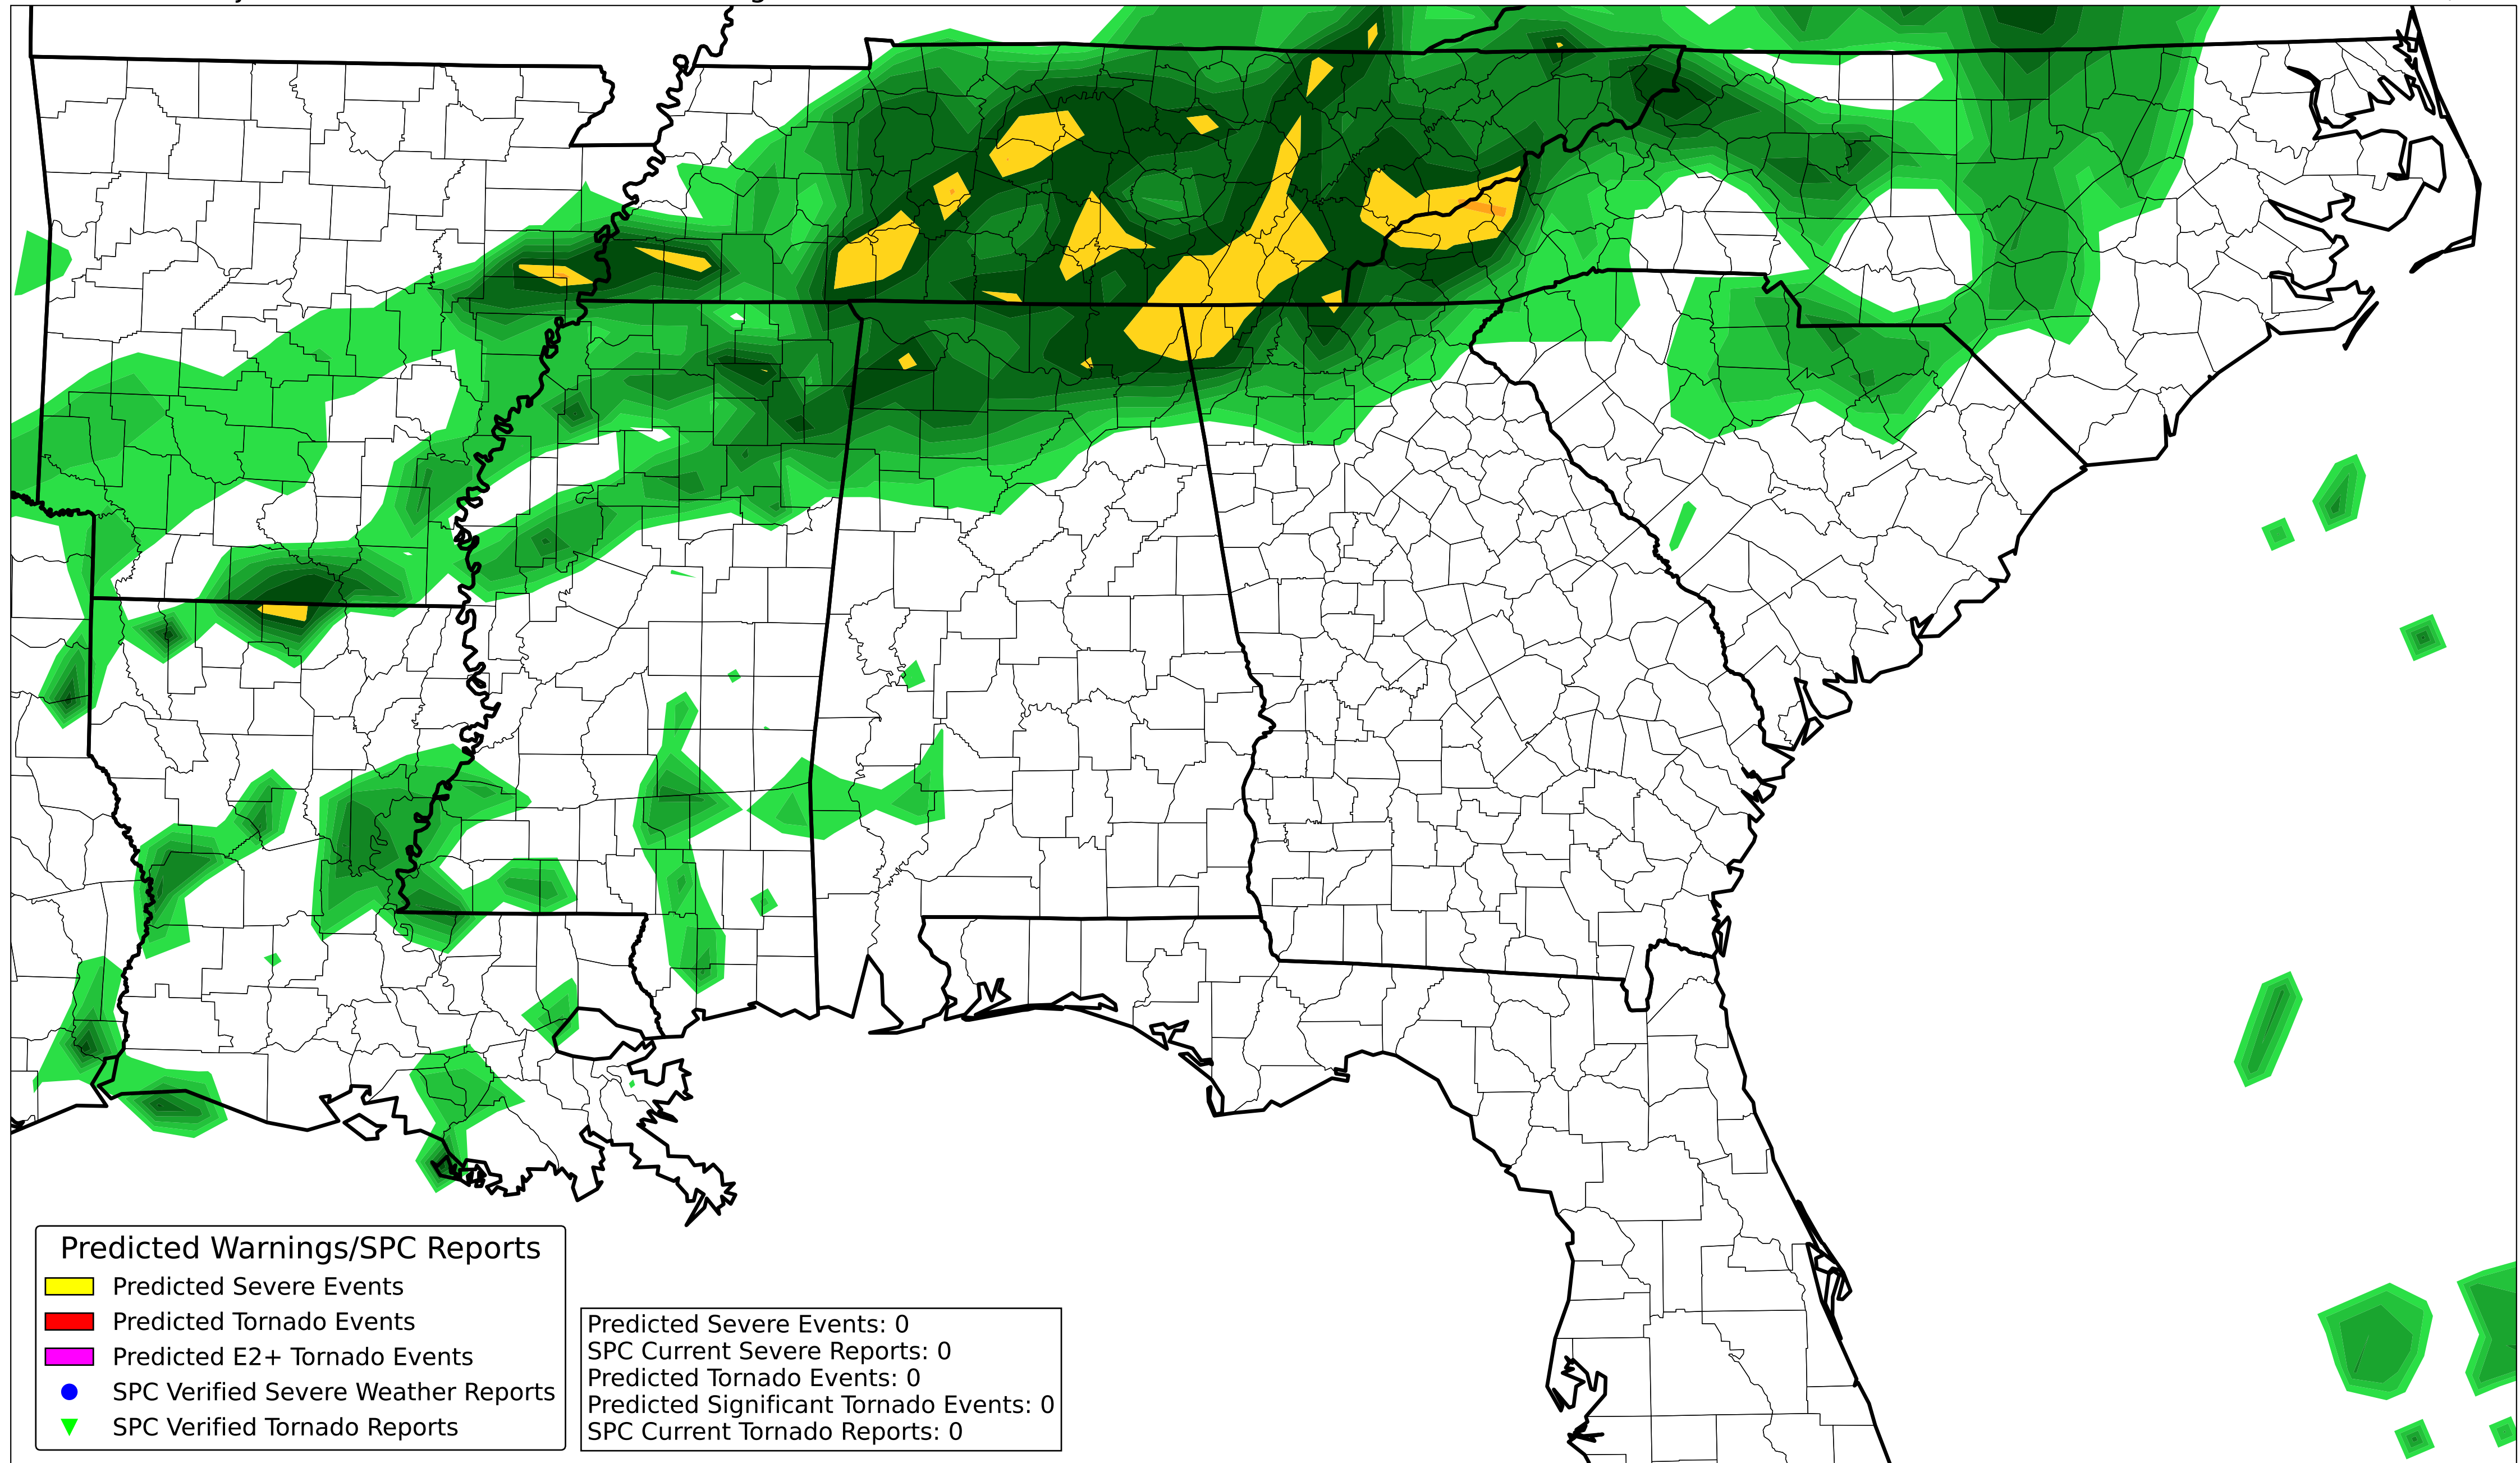 Predicted Warnings/SPC Reports
Predicted Severe Events
Predicted Tornado Events
Predicted E2+ Tornado Events
SPC Verified Severe Weather Reports
SPC Verified Tornado Reports
Predicted Severe Events: 0
SPC Current Severe Reports: 0
Predicted Tornado Events: 0
Predicted Significant Tornado Events: 0
SPC Current Tornado Reports: 0